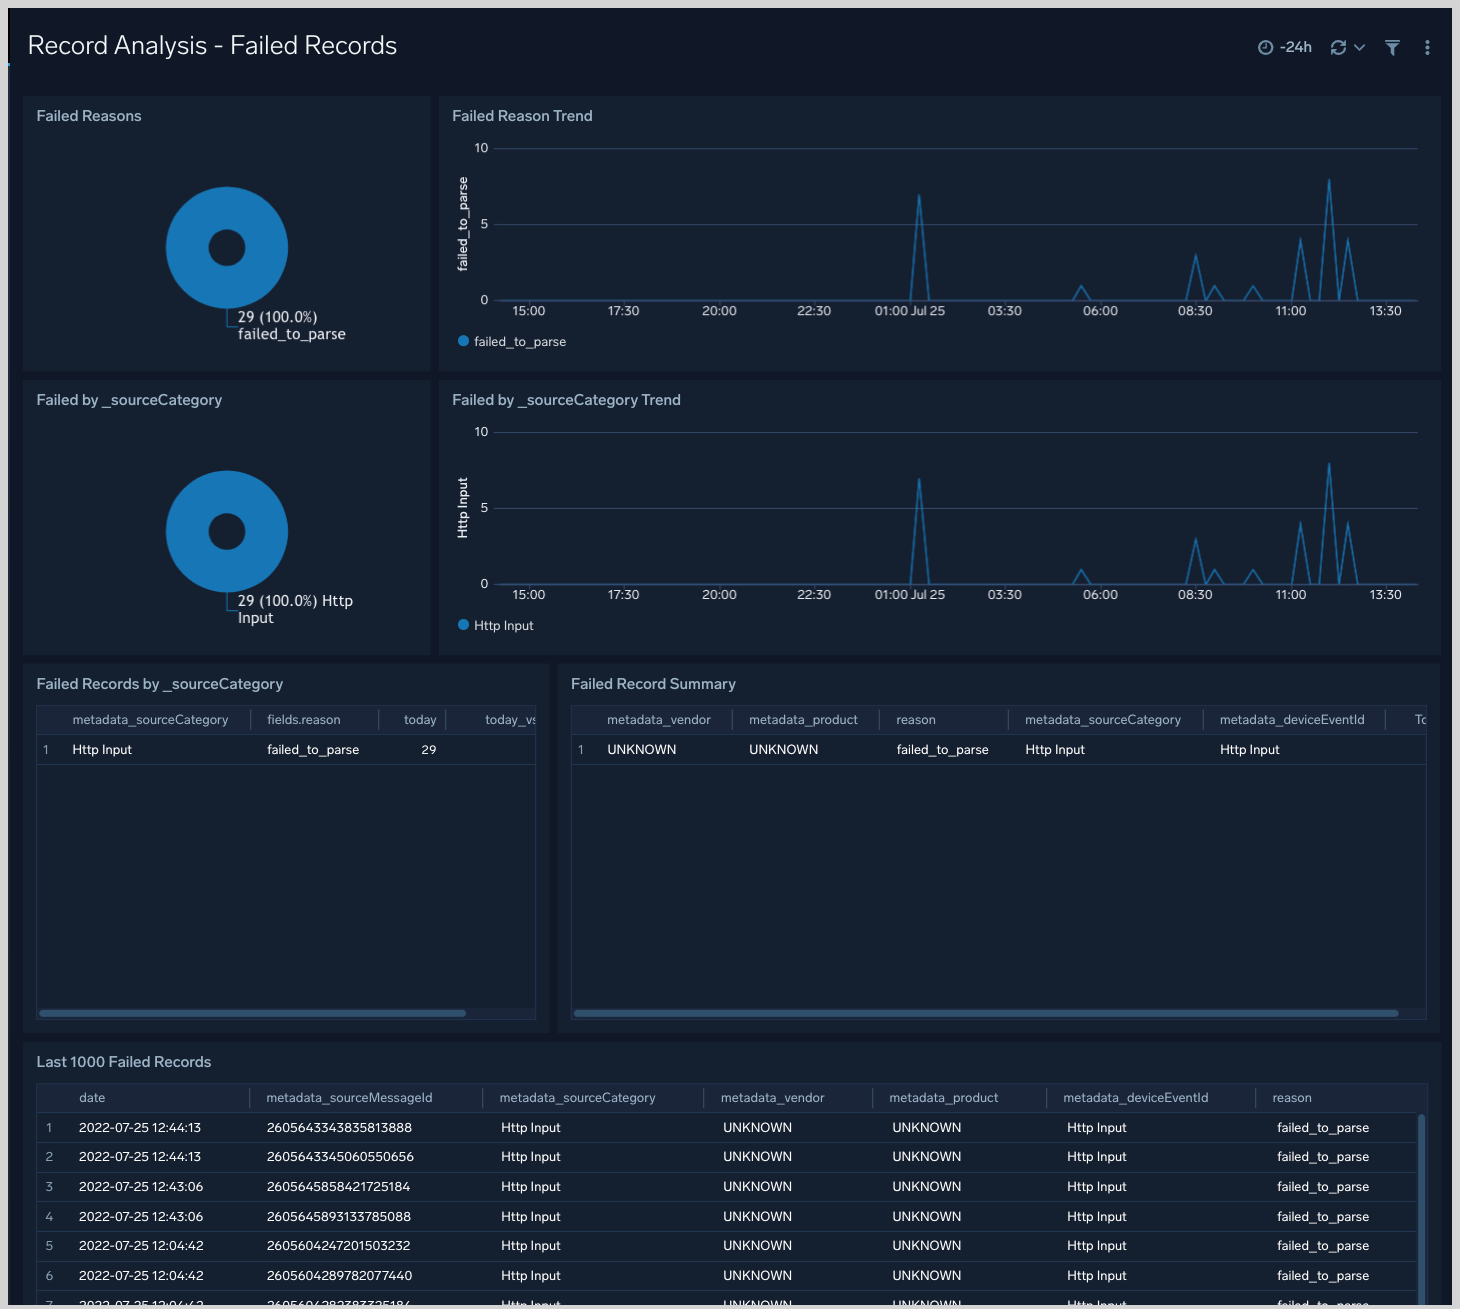 Record Analysis - Failed Records
-24h
Failed Reasons
29 (100.0%)
failed_to_parse
Failed Reason Trend
failed_to_parse
10
5
0
15:00 17:30 20:00 22:30 01:00 Jul 25 03:30 06:00 08:30 11:00 13:30
failed_to_parse
Failed by _sourceCategory
29 (100.0%) Http
Input
Failed by _sourceCategory Trend
Http Input
10
5
0
15:00 17:30 20:00 22:30 01:00 Jul 25 03:30 06:00 08:30 11:00 13:30
Http Input
Failed Records by _sourceCategory
metadata_sourceCategory fields.reason today today_vs
1 Http Input failed_to_parse 29
Failed Record Summary
metadata_vendor metadata_product reason metadata_sourceCategory metadata_deviceEventId
1 UNKNOWN UNKNOWN failed_to_parse Http Input Http Input
Last 1000 Failed Records
date metadata_sourceMessageId metadata_sourceCategory metadata_vendor metadata_product metadata_deviceEventId reason
1 2022-07-25 12:44:13 2605643343835813888 Http Input UNKNOWN UNKNOWN Http Input failed_to_parse
2 2022-07-25 12:44:13 2605643345060550656 Http Input UNKNOWN UNKNOWN Http Input failed_to_parse
3 2022-07-25 12:43:06 2605645858421725184 Http Input UNKNOWN UNKNOWN Http Input failed_to_parse
4 2022-07-25 12:43:06 2605645893133785088 Http Input UNKNOWN UNKNOWN Http Input failed_to_parse
5 2022-07-25 12:04:42 2605604247201503232 Http Input UNKNOWN UNKNOWN Http Input failed_to_parse
6 2022-07-25 12:04:42 2605604289782077440 Http Input UNKNOWN UNKNOWN Http Input failed_to_parse